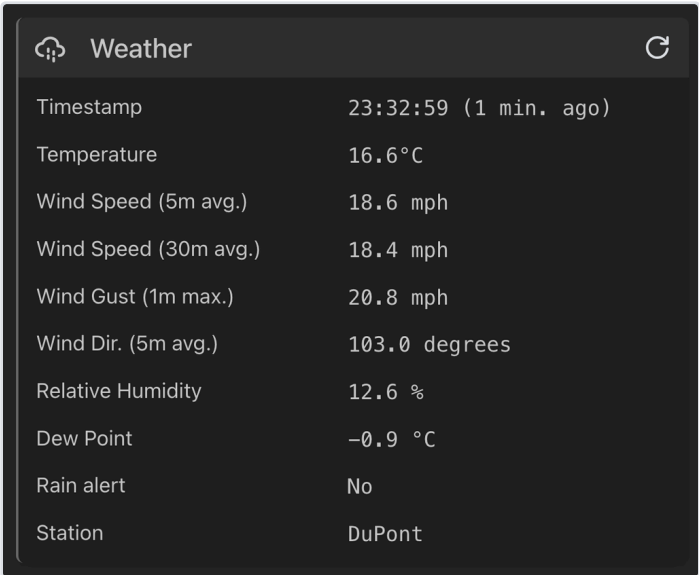 Weather
Timestamp 23:32:59 (1 min. ago)
Temperature 16.6°C
Wind Speed (5m avg.) 18.6 mph
Wind Speed (30m avg.) 18.4 mph
Wind Gust (1m max.) 20.8 mph
Wind Dir. (5m avg.) 103.0 degrees
Relative Humidity 12.6 %
Dew Point −0.9 °C
Rain alert No
Station DuPont